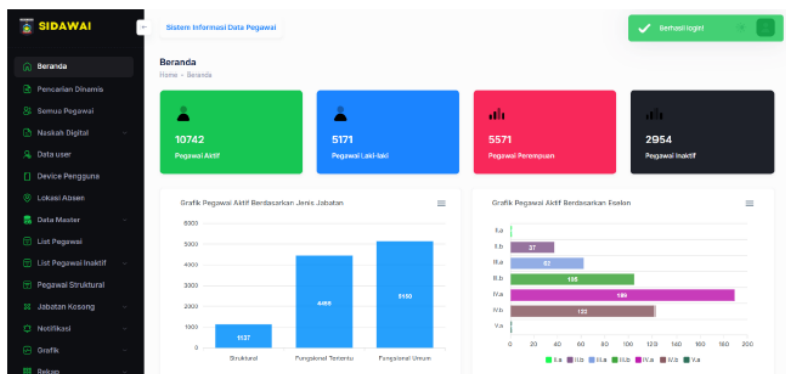 SIDAWAI
Sistem Informasi Data Pegawai
Berhasil login!
Beranda
Pencarian Dinamis
Semua Pegawai
Naskah Digital
Data user
Device Pengguna
Lokasi Absen
Data Master
List Pegawai
List Pegawai Inaktif
Pegawai Struktural
Jabatan Kosong
Notifikasi
Grafik
Rekap
Beranda
Home - Beranda
10742
Pegawai Aktif
5171
Pegawai Laki-laki
5571
Pegawai Perempuan
2954
Pegawai Inaktif
Grafik Pegawai Aktif Berdasarkan Jenis Jabatan
6000
5000
4000
3000
2000
1000
0
1137
5150
Struktural
Fungsional Tertentu
Fungsional Umum
Grafik Pegawai Aktif Berdasarkan Eselon
II.a
II.b
III.a
III.b
IV.a
IV.b
V.a
37
189
0 20 40 60 80 100 120 140 160 180 200
II.a II.b III.a III.b IV.a IV.b V.a